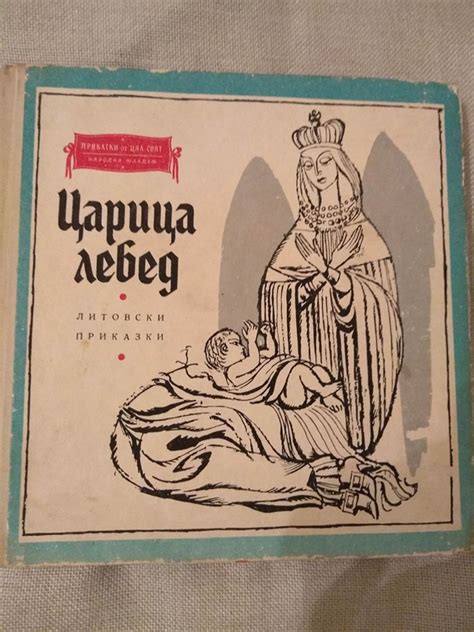 ПРИКАЗКИ ОТ ЦЯЛ СВЯТ
НАРОДНА МЛАДЕЖ
Царица
лебед
ЛИТОВСКИ
ПРИКАЗКИ